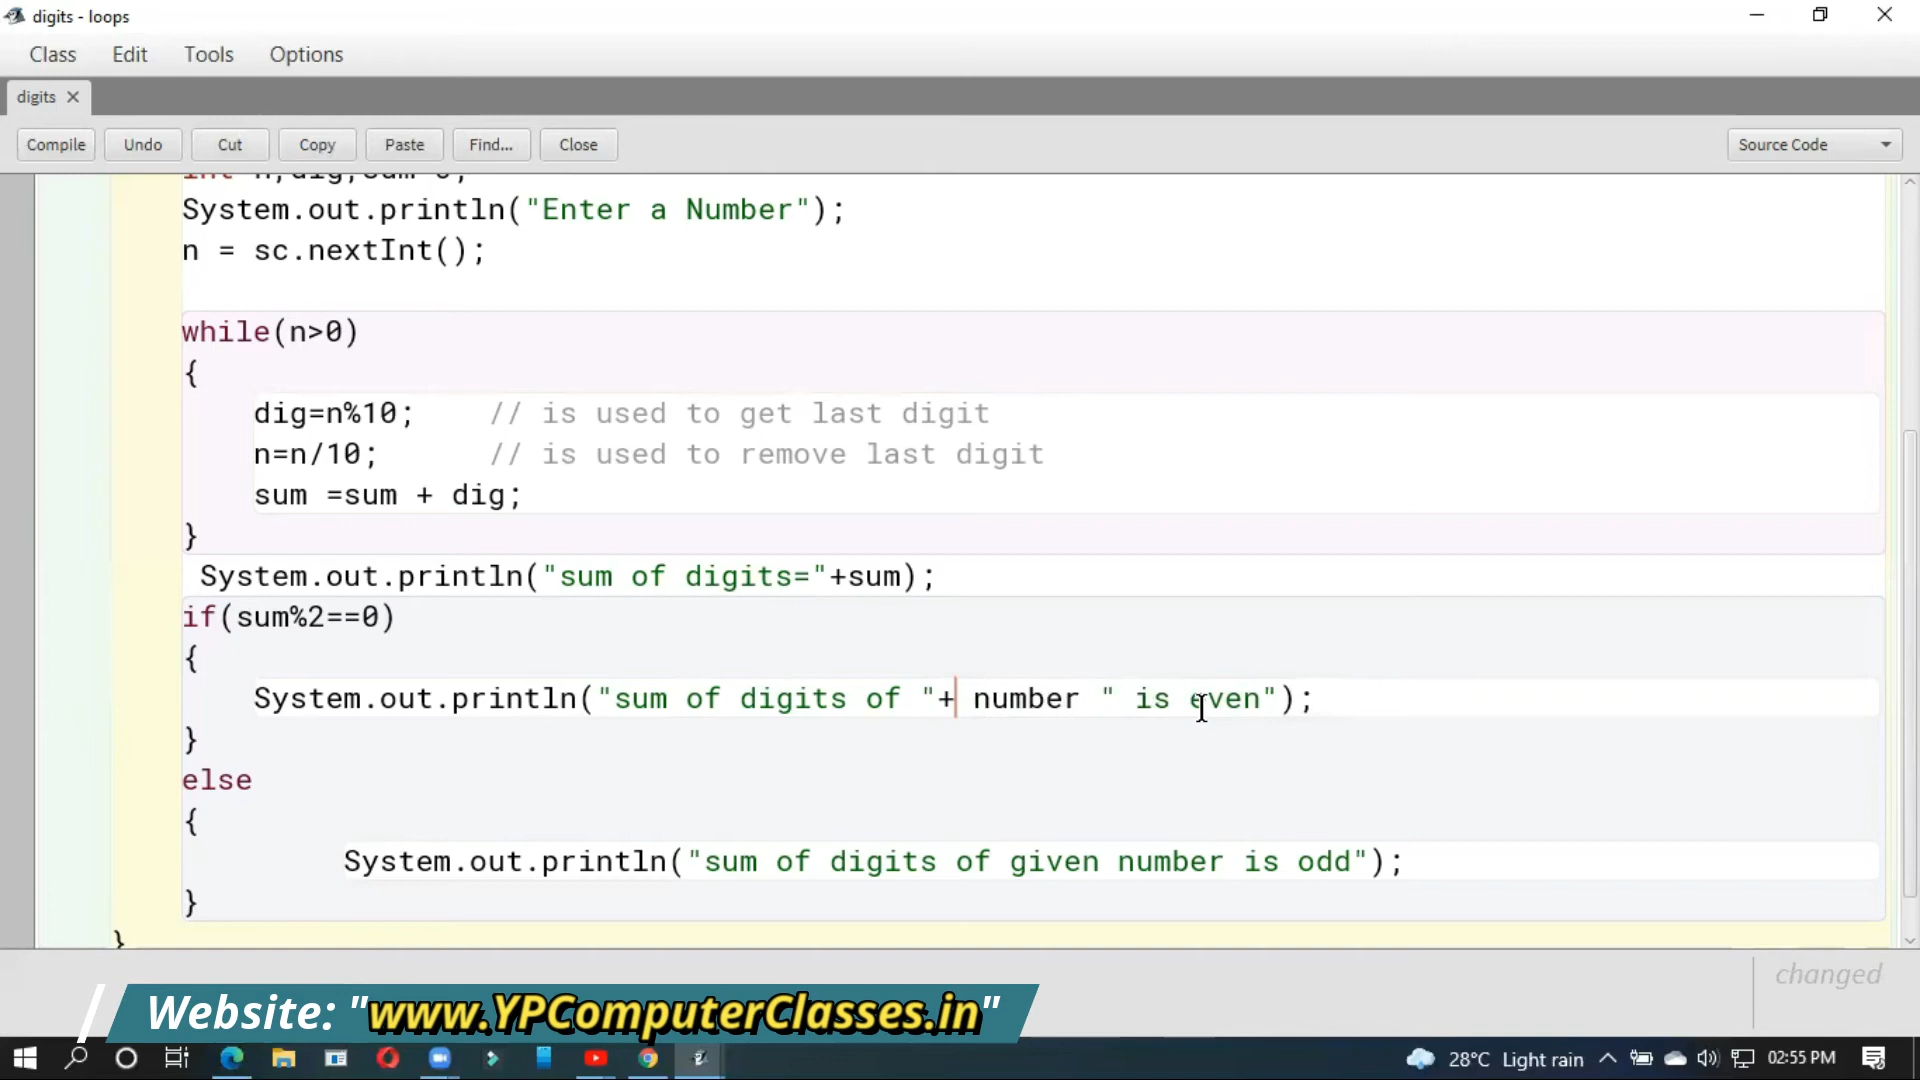 digits - loops
Class Edit Tools Options
digits
Compile Undo Cut Copy Paste Find... Close Source Code
int n,dig,sum=0;
System.out.println("Enter a Number");
n = sc.nextInt();
while(n>0)
{
dig=n%10; // is used to get last digit
n=n/10; // is used to remove last digit
sum =sum + dig;
}
System.out.println("sum of digits="+sum);
if(sum%2==0)
{
System.out.println("sum of digits of "+ number " is even");
}
else
{
System.out.println("sum of digits of given number is odd");
}
}
changed
Website: "www.YPComputerClasses.in"
28°C Light rain 02:55 PM